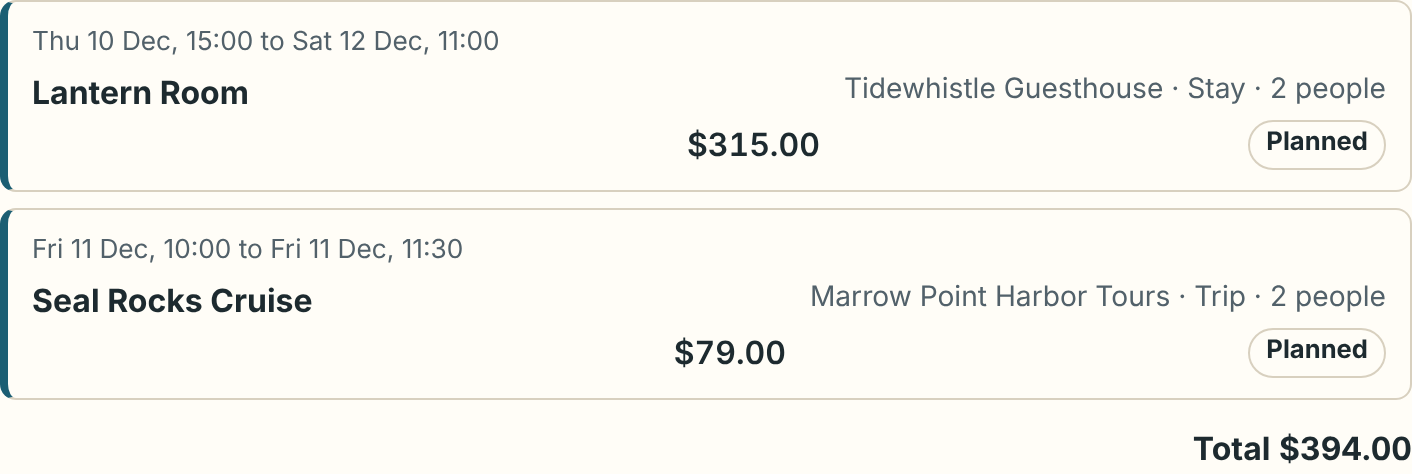 Thu 10 Dec, 15:00 to Sat 12 Dec, 11:00
Lantern Room
Tidewhistle Guesthouse · Stay · 2 people
$315.00
Planned
Fri 11 Dec, 10:00 to Fri 11 Dec, 11:30
Seal Rocks Cruise
Marrow Point Harbor Tours · Trip · 2 people
$79.00
Planned
Total $394.00